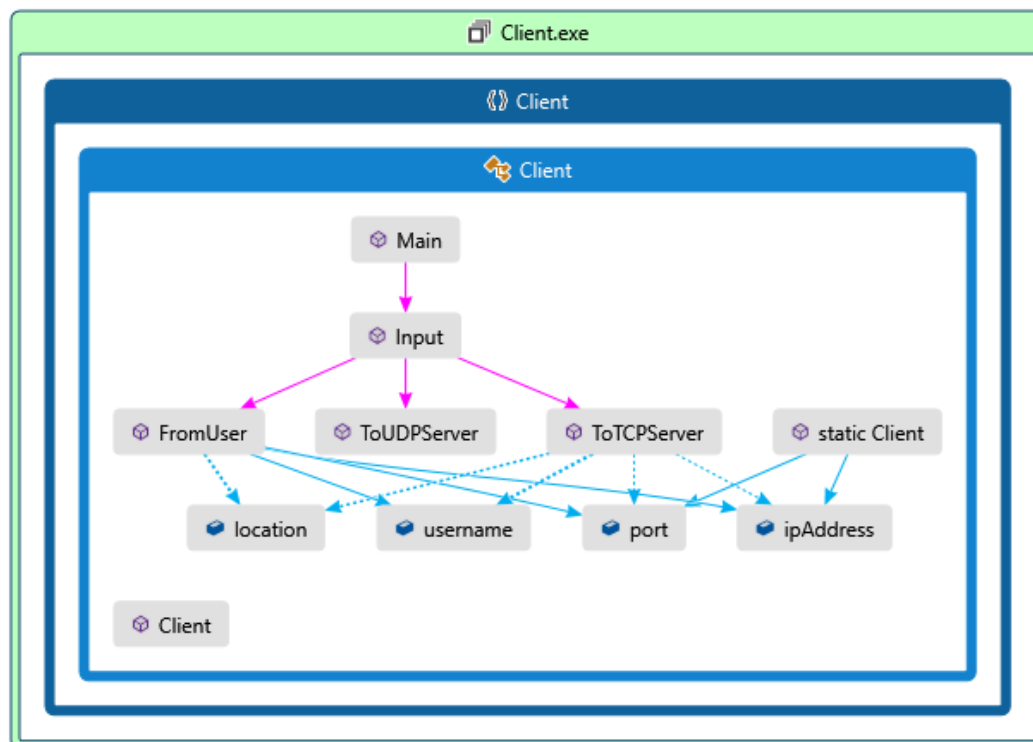 Client.exe
Client
Client
Main
Input
FromUser
ToUDPServer
ToTCPServer
static Client
location
username
port
ipAddress
Client